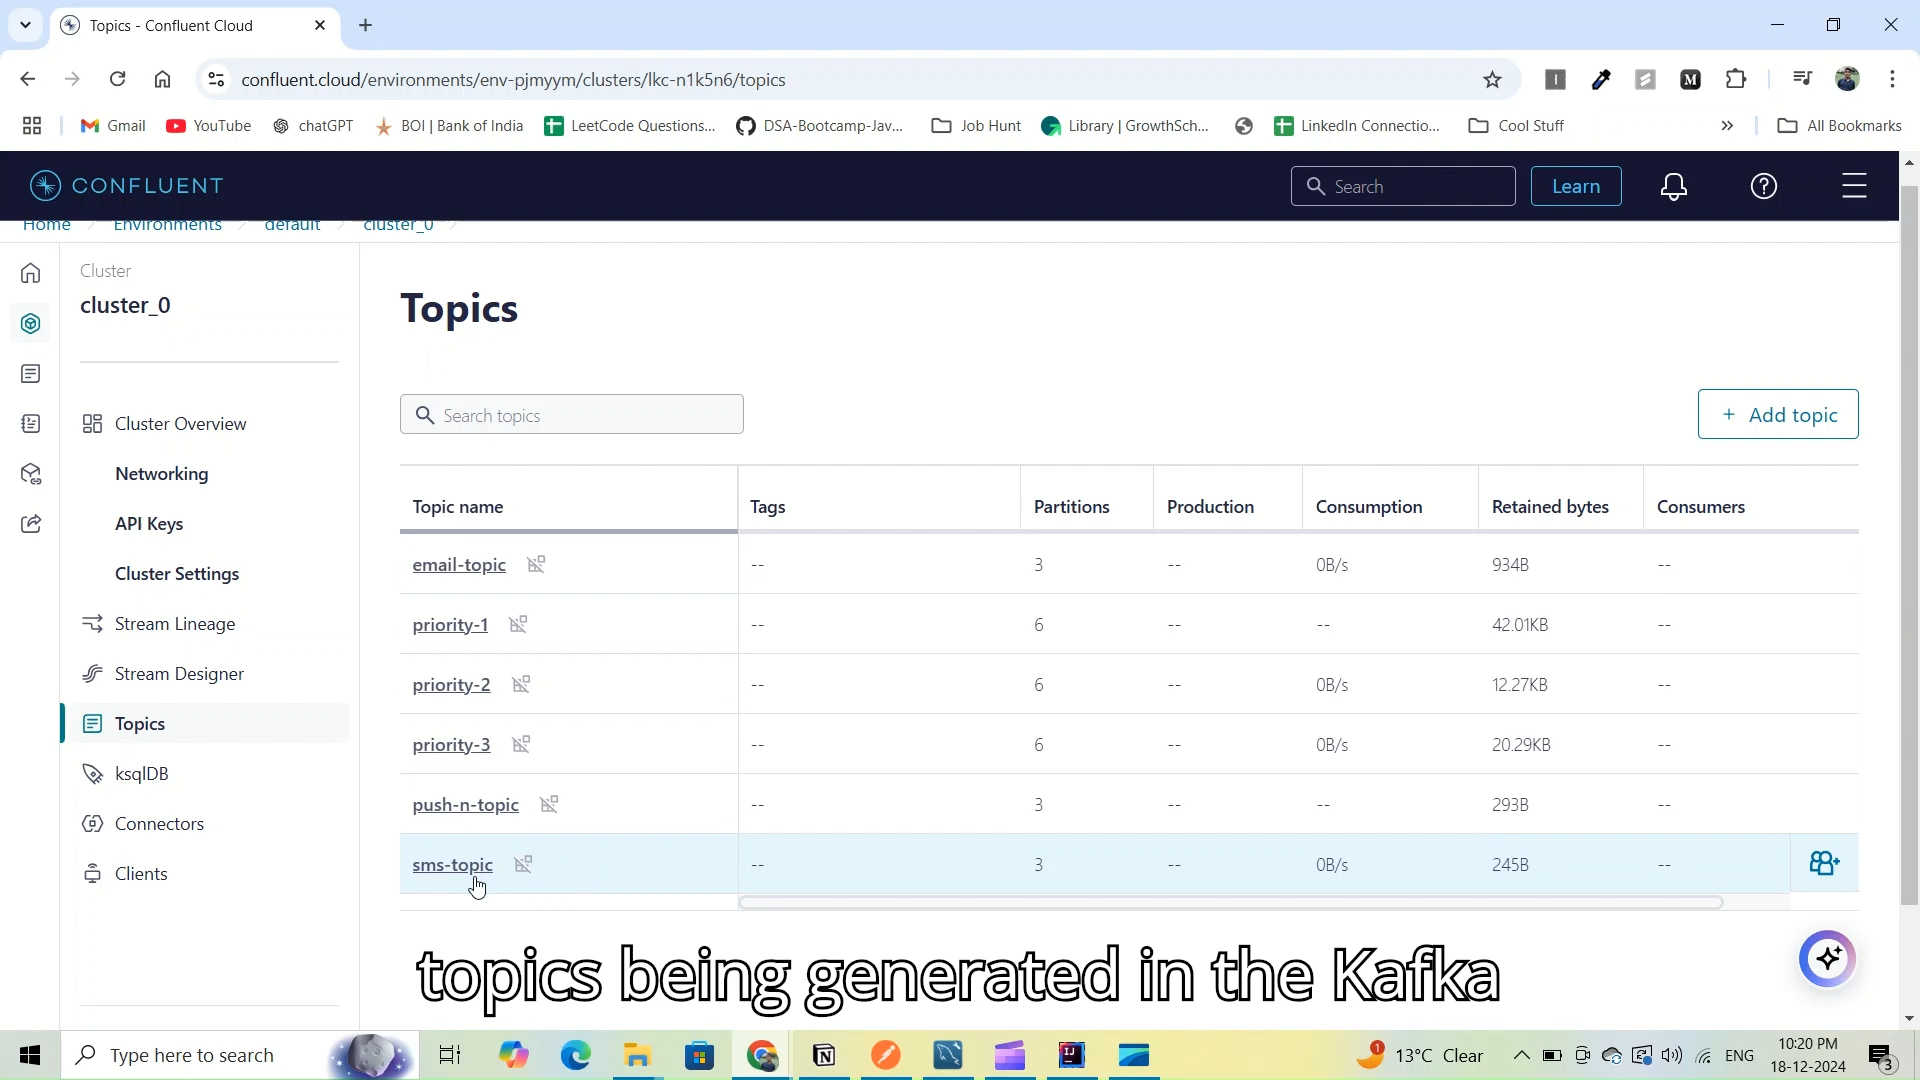 Topics - Confluent Cloud
confluent.cloud/environments/env-pjmyym/clusters/lkc-n1k5n6/topics
Gmail YouTube chatGPT BOI | Bank of India LeetCode Questions... DSA-Bootcamp-Jav... Job Hunt Library | GrowthSch... LinkedIn Connectio... Cool Stuff » All Bookmarks
CONFLUENT Search Learn
Home Environments default cluster_0
Cluster
cluster_0
Cluster Overview
Networking
API Keys
Cluster Settings
Stream Lineage
Stream Designer
Topics
ksqlDB
Connectors
Clients
Topics
Search topics
+ Add topic
Topic name Tags Partitions Production Consumption Retained bytes Consumers
email-topic -- 3 -- 0B/s 934B --
priority-1 -- 6 -- -- 42.01KB --
priority-2 -- 6 -- 0B/s 12.27KB --
priority-3 -- 6 -- 0B/s 20.29KB --
push-n-topic -- 3 -- -- 293B --
sms-topic -- 3 -- 0B/s 245B --
topics being generated in the Kafka
Type here to search
1 13°C Clear ENG 10:20 PM
18-12-2024
3